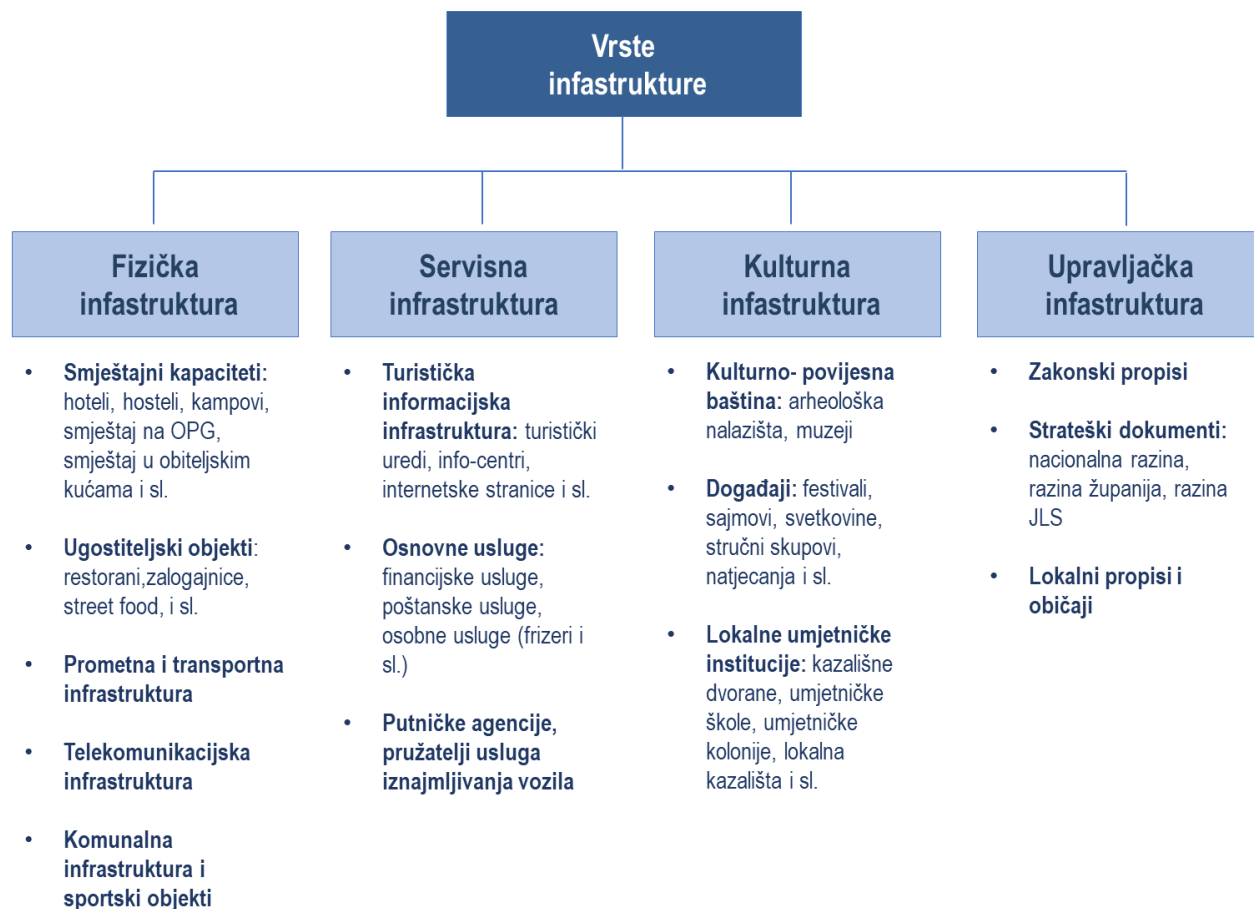 Vrste
infastrukture
Fizička
infastruktura
• Smještajni kapaciteti:
hoteli, hosteli, kampovi,
smještaj na OPG,
smještaj u obiteljskim
kućama i sl.
• Ugostiteljski objekti:
restorani,zalogajnice,
street food, i sl.
• Prometna i transportna
infrastruktura
• Telekomunikacijska
infrastruktura
• Komunalna
infrastruktura i
sportski objekti
Servisna
infrastruktura
• Turistička
informacijska
infrastruktura: turistički
uredi, info-centri,
internetske stranice i sl.
• Osnovne usluge:
financijske usluge,
poštanske usluge,
osobne usluge (frizeri i
sl.)
• Putničke agencije,
pružatelji usluga
iznajmljivanja vozila
Kulturna
infastruktura
• Kulturno- povijesna
baština: arheološka
nalazišta, muzeji
• Događaji: festivali,
sajmovi, svetkovine,
stručni skupovi,
natjecanja i sl.
• Lokalne umjetničke
institucije: kazališne
dvorane, umjetničke
škole, umjetničke
kolonije, lokalna
kazališta i sl.
Upravljačka
infastruktura
• Zakonski propisi
• Strateški dokumenti:
nacionalna razina,
razina županija, razina
JLS
• Lokalni propisi i
običaji